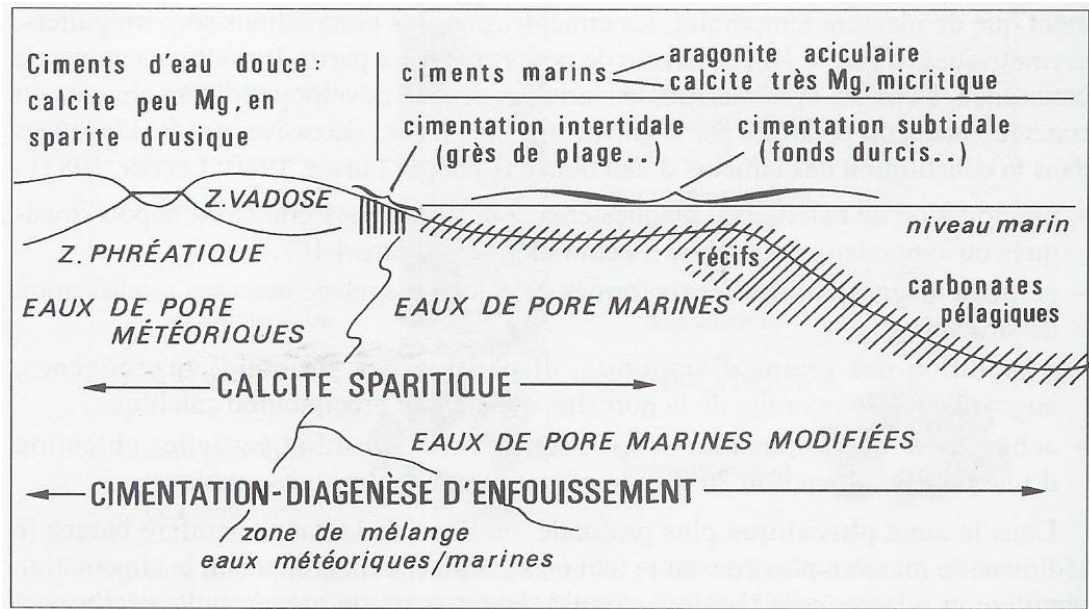 Ciments d'eau douce:
calcite peu Mg, en
sparite drusique
ciments marins
aragonite aciculaire
calcite très Mg, micritique
cimentation intertidale
(grès de plage..)
cimentation subtidale
(fonds durcis..)
Z. VADOSE
Z. PHRÉATIQUE
niveau marin
récifs
carbonates
pélagiques
EAUX DE PORE
MÉTÉORIQUES
EAUX DE PORE MARINES
CALCITE SPARITIQUE
EAUX DE PORE MARINES MODIFIÉES
CIMENTATION-DIAGENÈSE D'ENFOUISSEMENT
zone de mélange
eaux météoriques/marines